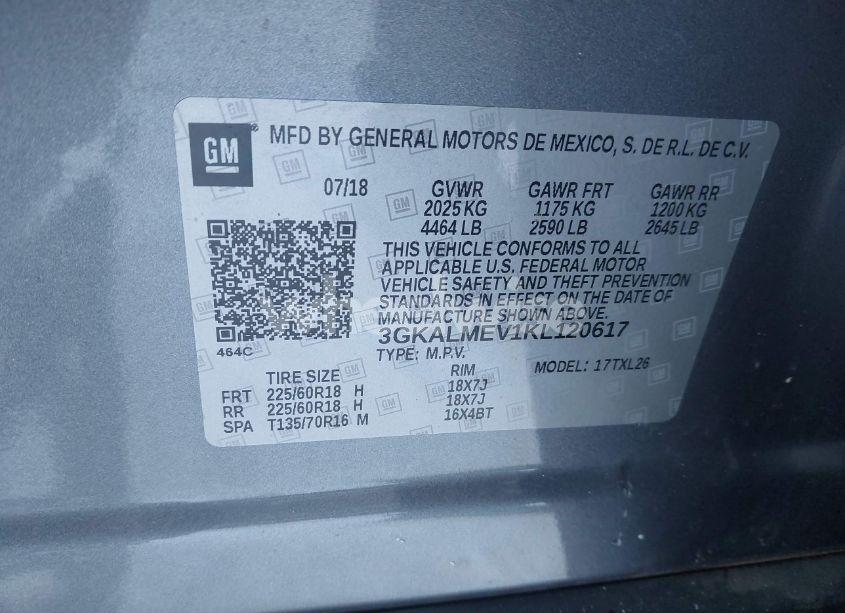 GM
MFD BY GENERAL MOTORS DE MEXICO, S. DE R.L. DE C.V.
07/18 GVWR GAWR FRT GAWR RR
2025 KG 1175 KG 1200 KG
4464 LB 2590 LB 2645 LB
THIS VEHICLE CONFORMS TO ALL
APPLICABLE U.S. FEDERAL MOTOR
VEHICLE SAFETY AND THEFT PREVENTION
STANDARDS IN EFFECT ON THE DATE OF
MANUFACTURE SHOWN ABOVE.
3GKALMEV1KL120617
464C
TYPE: M.P.V. MODEL: 17TXL26
TIRE SIZE RIM
FRT 225/60R18 H 18X7J
RR 225/60R18 H 18X7J
SPA T135/70R16 M 16X4BT